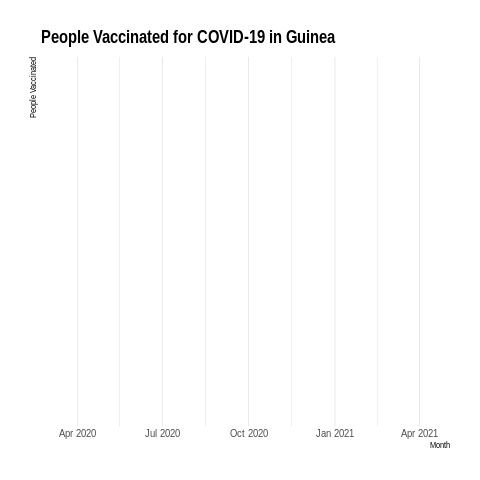 People Vaccinated for COVID-19 in Guinea
People Vaccinated
Apr 2020
Jul 2020
Oct 2020
Jan 2021
Apr 2021
Month